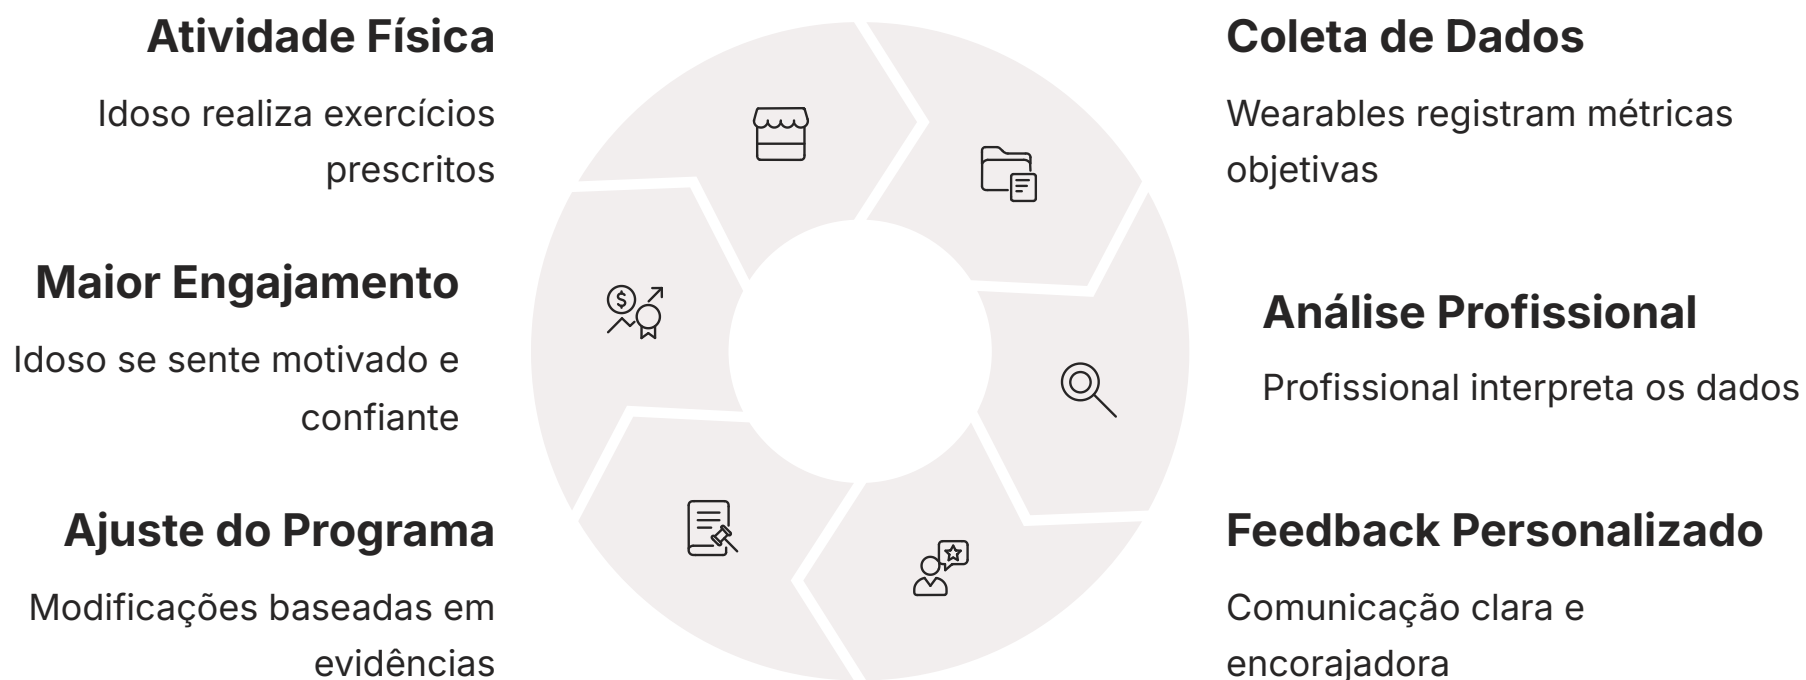 Atividade Física
Idoso realiza exercícios
prescritos
Coleta de Dados
Wearables registram métricas
objetivas
Maior Engajamento
Idoso se sente motivado e
confiante
Análise Profissional
Profissional interpreta os dados
Ajuste do Programa
Modificações baseadas em
evidências
Feedback Personalizado
Comunicação clara e
encorajadora
$